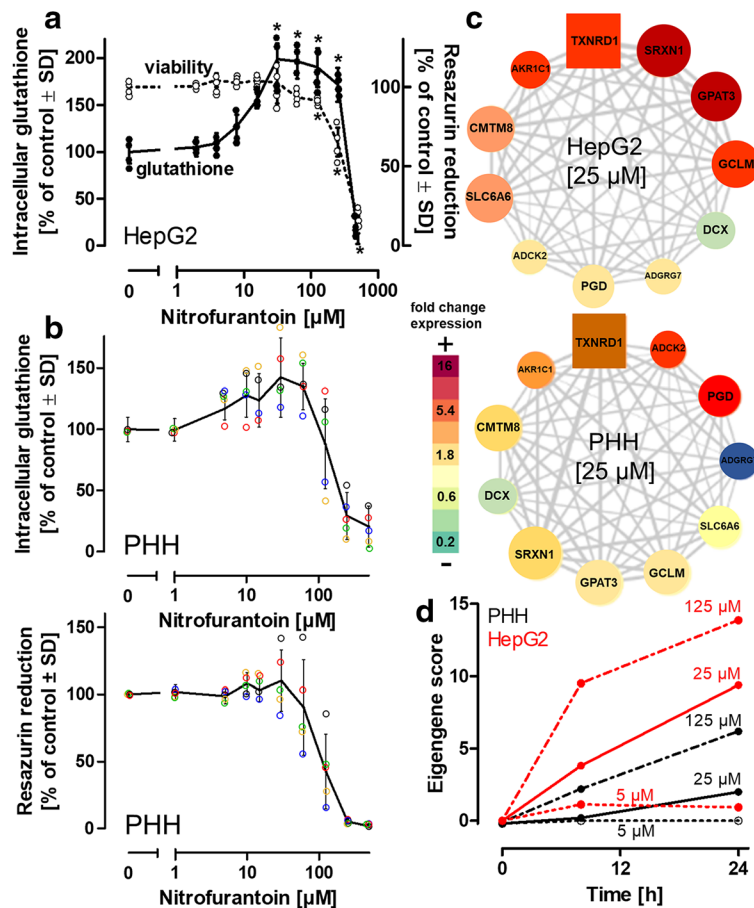 a
Intracellular glutathione
[% of control ± SD]
200
150
100
50
0
viability
glutathione
HepG2
* * * *
*
*
*
100
50
0
Resazurin reduction
[% of control ± SD]
0 1 10 100 1000
Nitrofurantoin [µM]
b
Intracellular glutathione
[% of control ± SD]
150
100
50
0
PHH
0 1 10 100
Nitrofurantoin [µM]
Resazurin reduction
[% of control ± SD]
150
100
50
0
PHH
0 1 10 100
Nitrofurantoin [µM]
c
TXNRD1
SRXN1
AKR1C1
GPAT3
CMTM8
HepG2
[25 µM]
GCLM
SLC6A6
DCX
ADCK2
PGD
ADGRG7
fold change
expression
+
16
5.4
1.8
0.6
0.2
-
TXNRD1
ADCK2
AKR1C1
PGD
CMTM8
PHH
[25 µM]
DCX
SLC6A6
SRXN1
GPAT3
GCLM
d
PHH
HepG2
Eigengene score
15
10
5
0
125 µM
25 µM
125 µM
25 µM
5 µM
5 µM
0 12 24
Time [h]